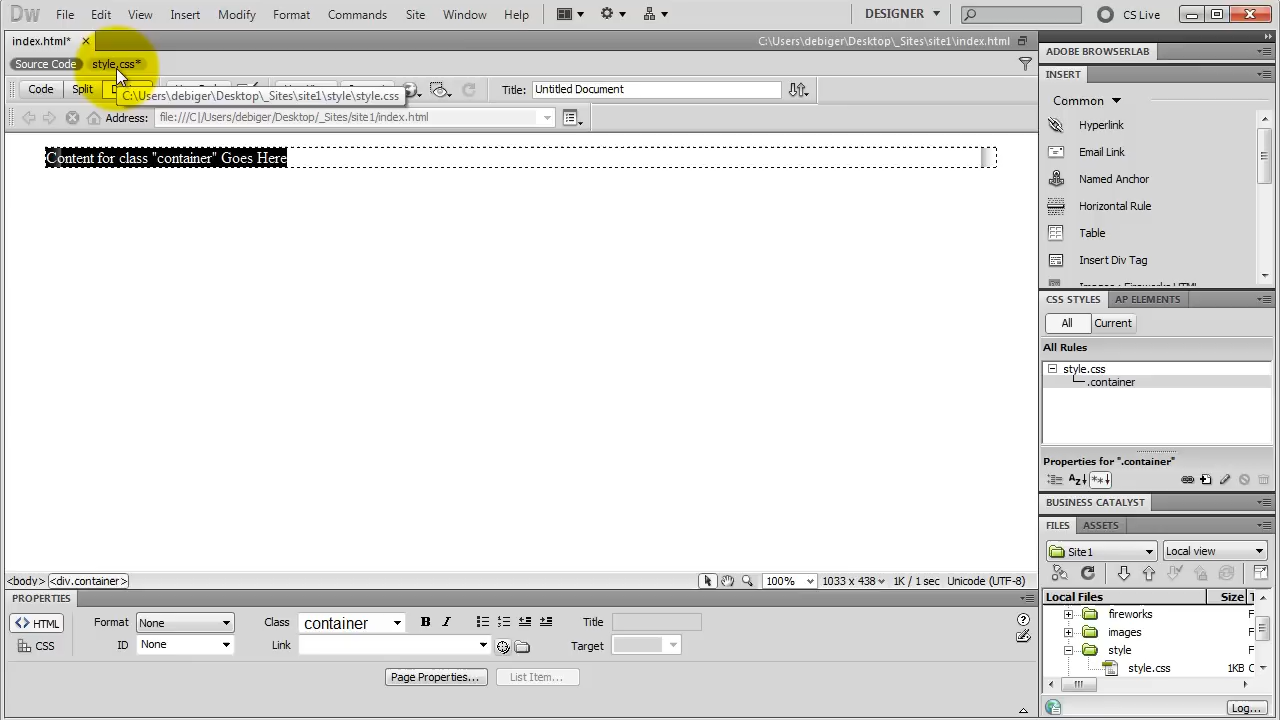 Dw File Edit View Insert Modify Format Commands Site Window Help DESIGNER CS Live
index.html* C:\Users\debiger\Desktop\_Sites\site1\index.html
Source Code style.css*
Code Split Title: Untitled Document
C:\Users\debiger\Desktop\_Sites\site1\style\style.css
Address: file:///C|/Users/debiger/Desktop/_Sites/site1/index.html
Content for class "container" Goes Here
<body> <div.container> 100% 1033 x 438 1K / 1 sec Unicode (UTF-8)
PROPERTIES
HTML Format None Class container B I Title
CSS ID None Link Target
Page Properties... List Item...
ADOBE BROWSERLAB
INSERT
Common
Hyperlink
Email Link
Named Anchor
Horizontal Rule
Table
Insert Div Tag
Images : Fireworks HTML
CSS STYLES AP ELEMENTS
All Current
All Rules
style.css
.container
Properties for ".container"
BUSINESS CATALYST
FILES ASSETS
Site1 Local view
Local Files Size T
fireworks F
images F
style F
style.css 1KB C
Log...